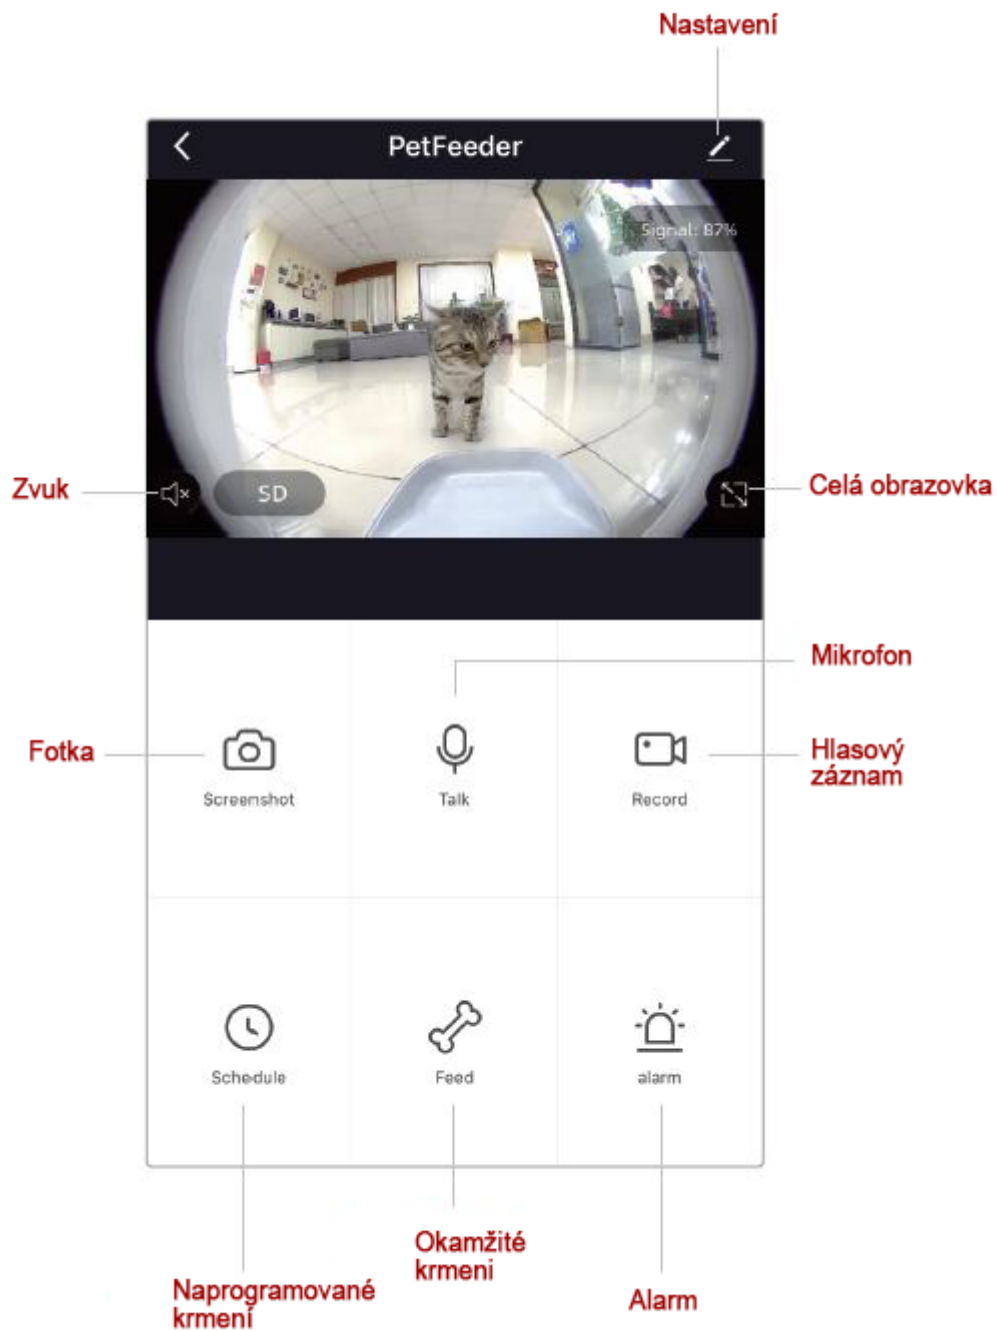 Nastavení
PetFeeder
Signal: 87%
Zvuk
SD
Celá obrazovka
Mikrofon
Fotka
Hlasový
záznam
Screenshot
Talk
Record
Schedule
Feed
alarm
Okamžité
krmeni
Naprogramované
krmení
Alarm